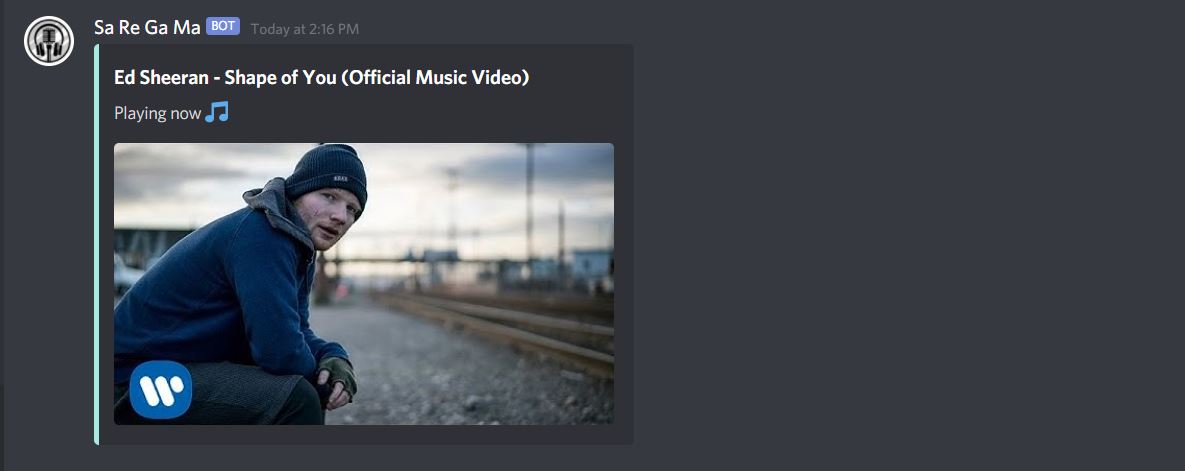 Sa Re Ga Ma BOT Today at 2:16 PM
Ed Sheeran - Shape of You (Official Music Video)
Playing now